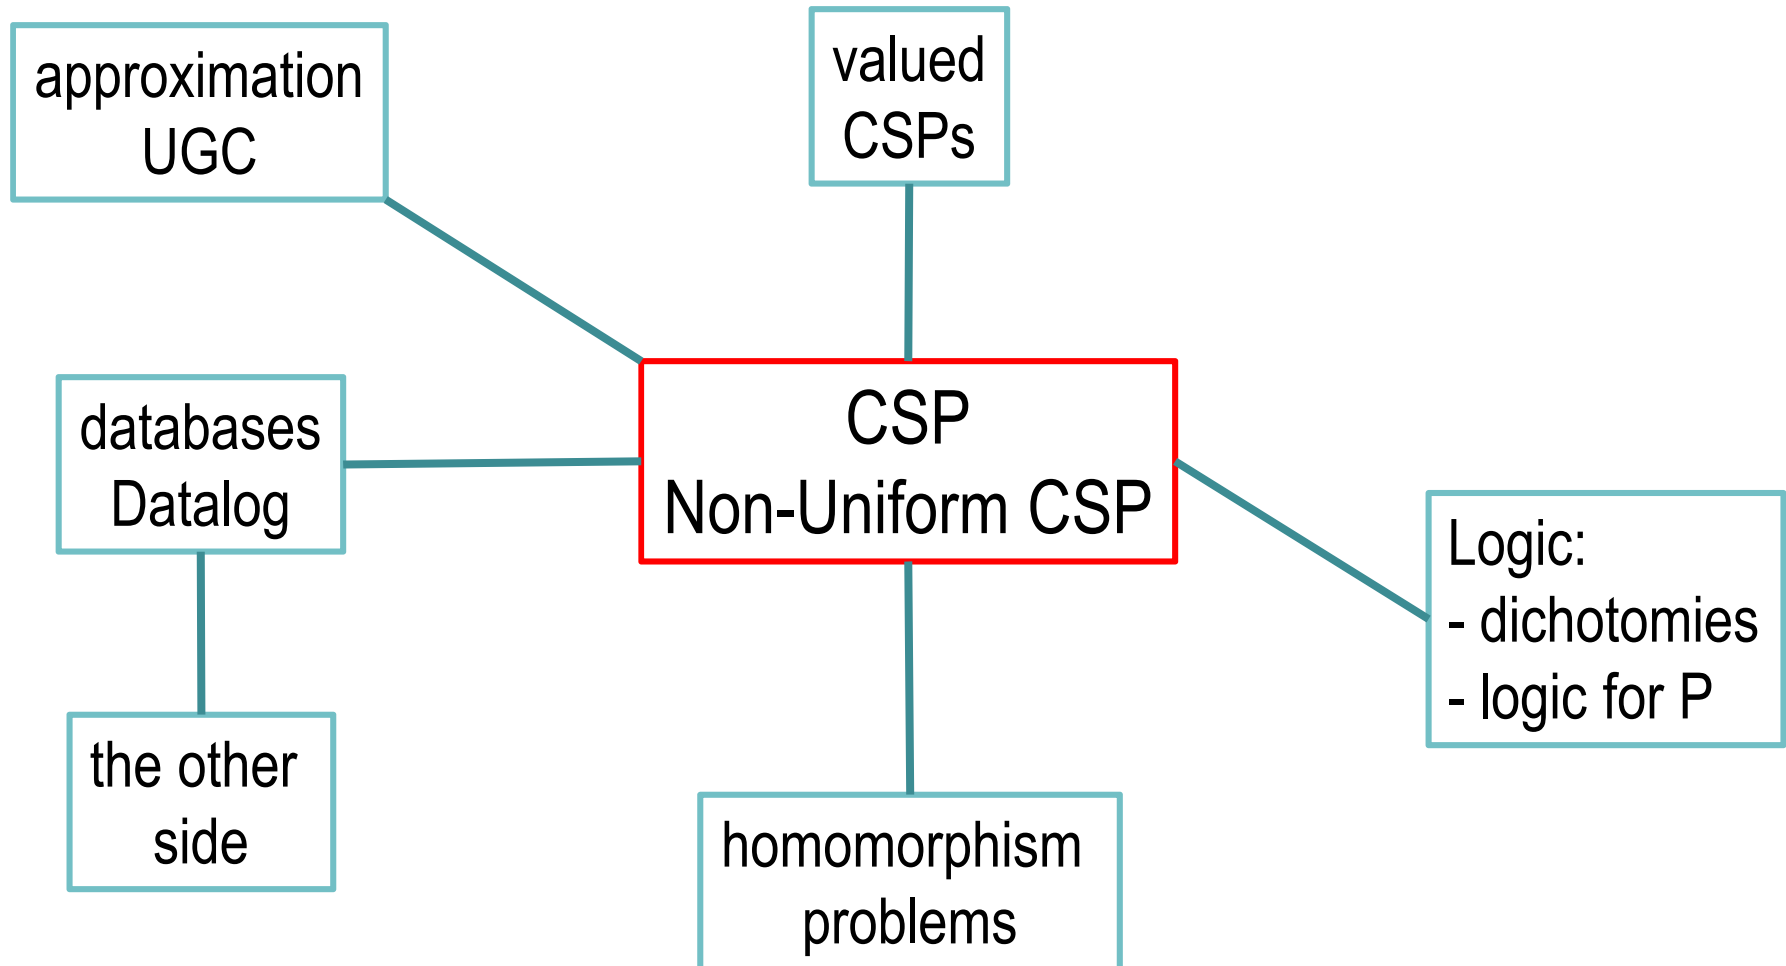 approximation
UGC
valued
CSPs
databases
Datalog
CSP
Non-Uniform CSP
Logic:
- dichotomies
- logic for P
the other
side
homomorphism
problems